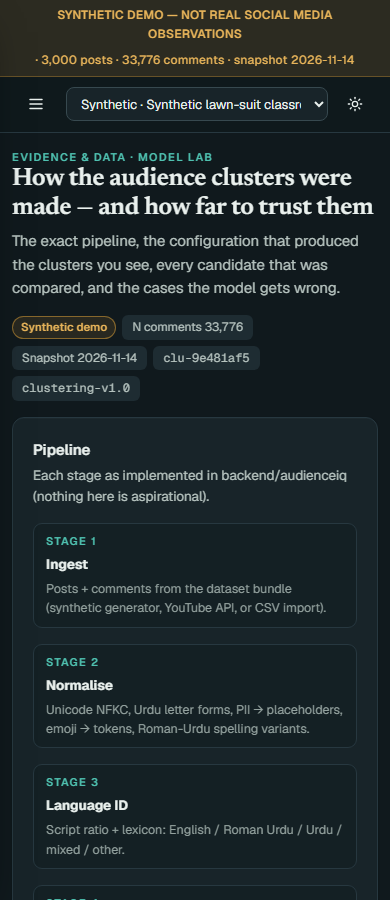 SYNTHETIC DEMO — NOT REAL SOCIAL MEDIA
OBSERVATIONS
· 3,000 posts · 33,776 comments · snapshot 2026-11-14
Synthetic · Synthetic lawn-suit classr
EVIDENCE & DATA · MODEL LAB
How the audience clusters were
made — and how far to trust them
The exact pipeline, the configuration that produced
the clusters you see, every candidate that was
compared, and the cases the model gets wrong.
Synthetic demo
N comments 33,776
Snapshot 2026-11-14
clu-9e481af5
clustering-v1.0
Pipeline
Each stage as implemented in backend/audienceiq
(nothing here is aspirational).
STAGE 1
Ingest
Posts + comments from the dataset bundle
(synthetic generator, YouTube API, or CSV import).
STAGE 2
Normalise
Unicode NFKC, Urdu letter forms, PII → placeholders,
emoji → tokens, Roman-Urdu spelling variants.
STAGE 3
Language ID
Script ratio + lexicon: English / Roman Urdu / Urdu /
mixed / other.